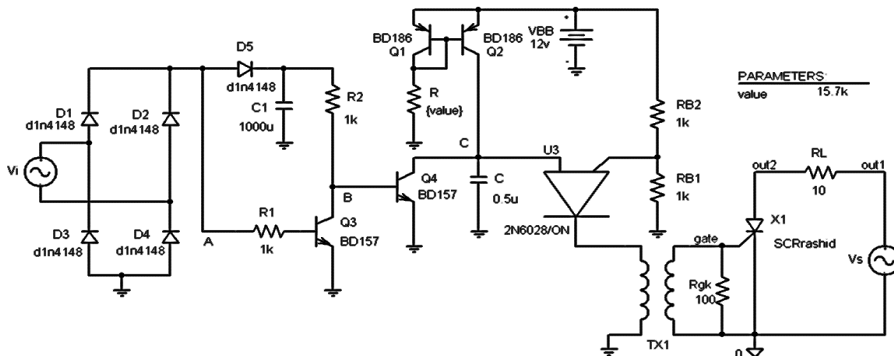 BD186
Q1
BD186
Q2
VBB
12v
+
-
D5
d1n4148
D1
d1n4148
D2
d1n4148
C1
1000u
R2
1k
R
{value}
PARAMETERS:
value 15.7k
RB2
1k
Vi
C
U3
Q4
BD157
B
C
0.5u
RB1
1k
out2
RL
10
out1
D3
d1n4148
D4
d1n4148
A
R1
1k
Q3
BD157
2N6028/ON
gate
X1
SCRrashid
Vs
Rgk
100
TX1
0